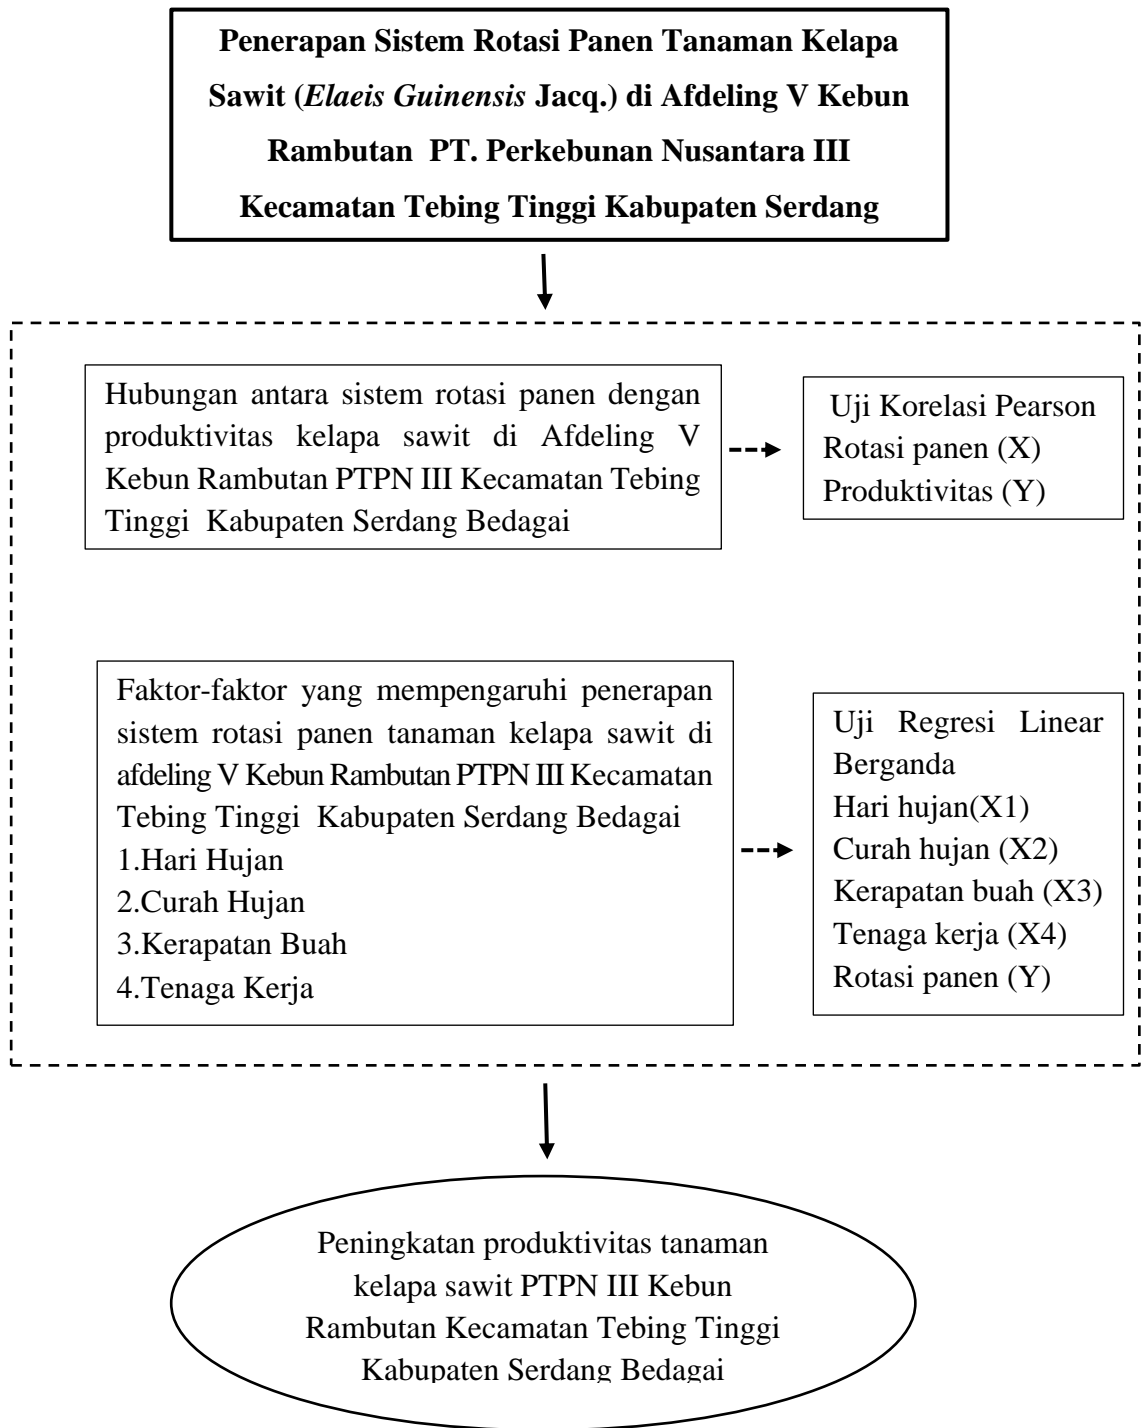 Penerapan Sistem Rotasi Panen Tanaman Kelapa
Sawit (Elaeis Guinensis Jacq.) di Afdeling V Kebun
Rambutan PT. Perkebunan Nusantara III
Kecamatan Tebing Tinggi Kabupaten Serdang
Hubungan antara sistem rotasi panen dengan
produktivitas kelapa sawit di Afdeling V
Kebun Rambutan PTPN III Kecamatan Tebing
Tinggi Kabupaten Serdang Bedagai
Uji Korelasi Pearson
Rotasi panen (X)
Produktivitas (Y)
Faktor-faktor yang mempengaruhi penerapan
sistem rotasi panen tanaman kelapa sawit di
afdeling V Kebun Rambutan PTPN III Kecamatan
Tebing Tinggi Kabupaten Serdang Bedagai
1.Hari Hujan
2.Curah Hujan
3.Kerapatan Buah
4.Tenaga Kerja
Uji Regresi Linear
Berganda
Hari hujan(X1)
Curah hujan (X2)
Kerapatan buah (X3)
Tenaga kerja (X4)
Rotasi panen (Y)
Peningkatan produktivitas tanaman
kelapa sawit PTPN III Kebun
Rambutan Kecamatan Tebing Tinggi
Kabupaten Serdang Bedagai